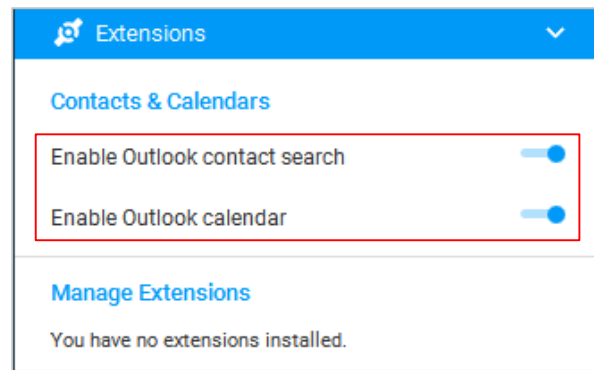 Extensions
Contacts & Calendars
Enable Outlook contact search
Enable Outlook calendar
Manage Extensions
You have no extensions installed.